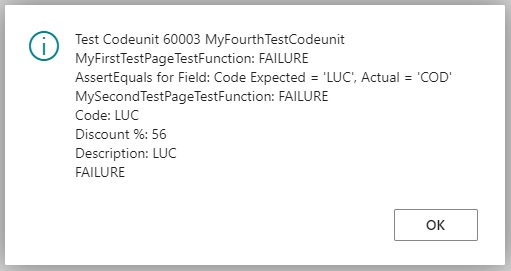 Test Codeunit 60003 MyFourthTestCodeunit
MyFirstTestPageTestFunction: FAILURE
AssertEquals for Field: Code Expected = 'LUC', Actual = 'COD'
MySecondTestPageTestFunction: FAILURE
Code: LUC
Discount %: 56
Description: LUC
FAILURE
OK